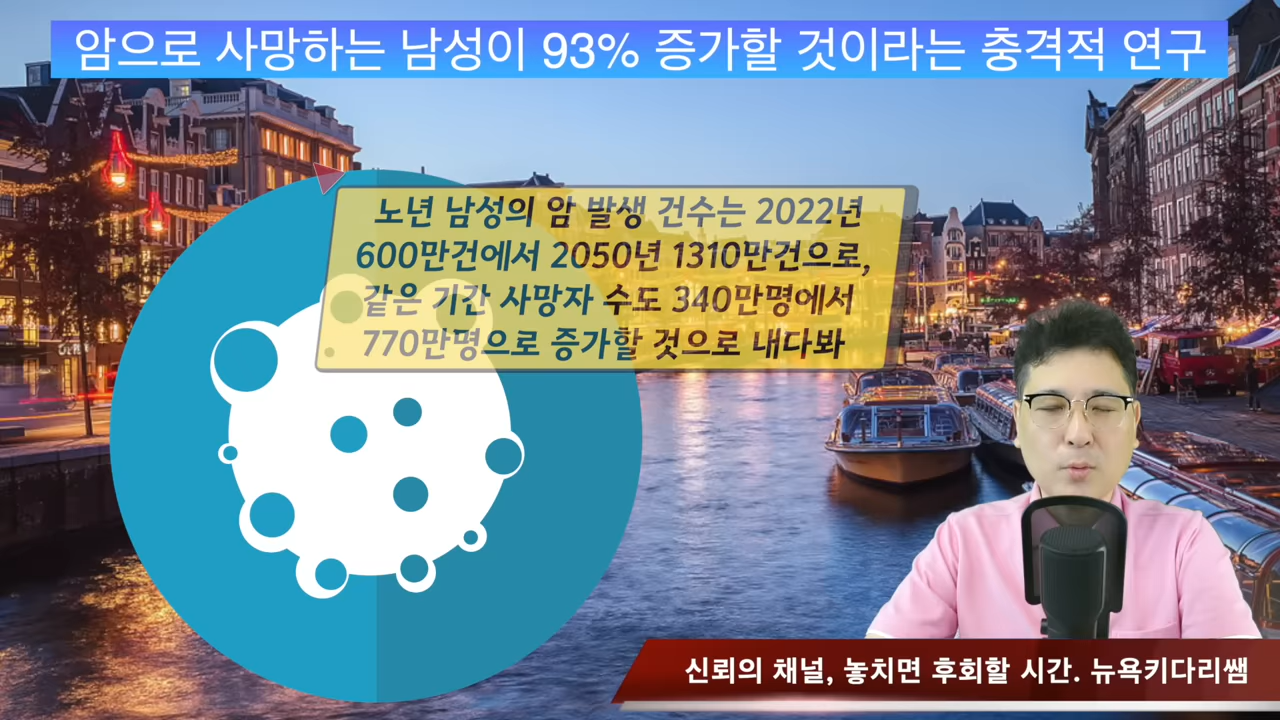 암으로 사망하는 남성이 93% 증가할 것이라는 충격적 연구
노년 남성의 암 발생 건수는 2022년
600만건에서 2050년 1310만건으로,
같은 기간 사망자 수도 340만명에서
770만명으로 증가할 것으로 내다봐
신뢰의 채널, 놓치면 후회할 시간. 뉴욕키다리쌤